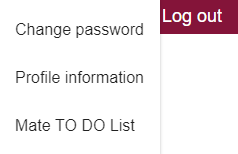 Log out
Change password
Profile information
Mate TO DO List